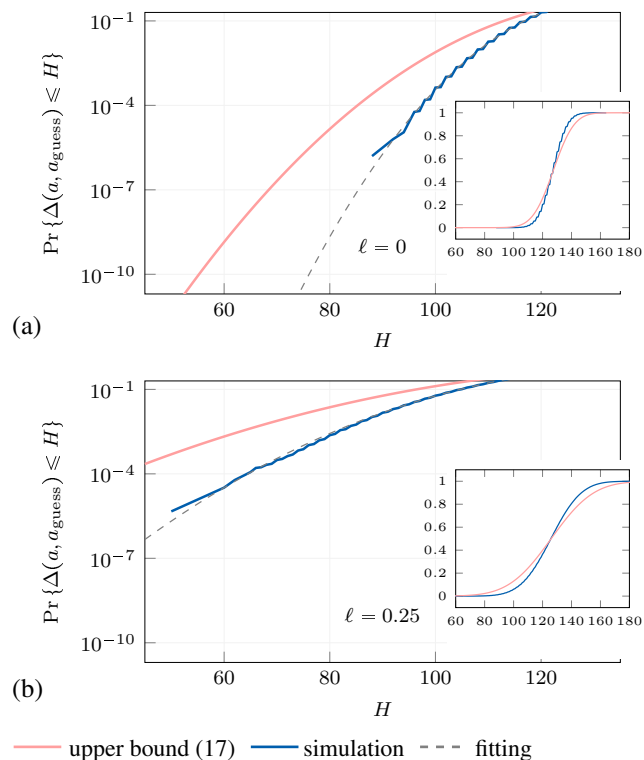 10⁻¹
10⁻⁴
10⁻⁷
10⁻¹⁰
Pr {Δ(a, a_guess) ⩽ H}
1
0.8
0.6
0.4
0.2
0
60 80 100 120 140 160 180
ℓ = 0
60 80 100 120
(a)
H
10⁻¹
10⁻⁴
10⁻⁷
10⁻¹⁰
Pr {Δ(a, a_guess) ⩽ H}
1
0.8
0.6
0.4
0.2
0
60 80 100 120 140 160 180
ℓ = 0.25
60 80 100 120
(b)
H
upper bound (17) simulation fitting